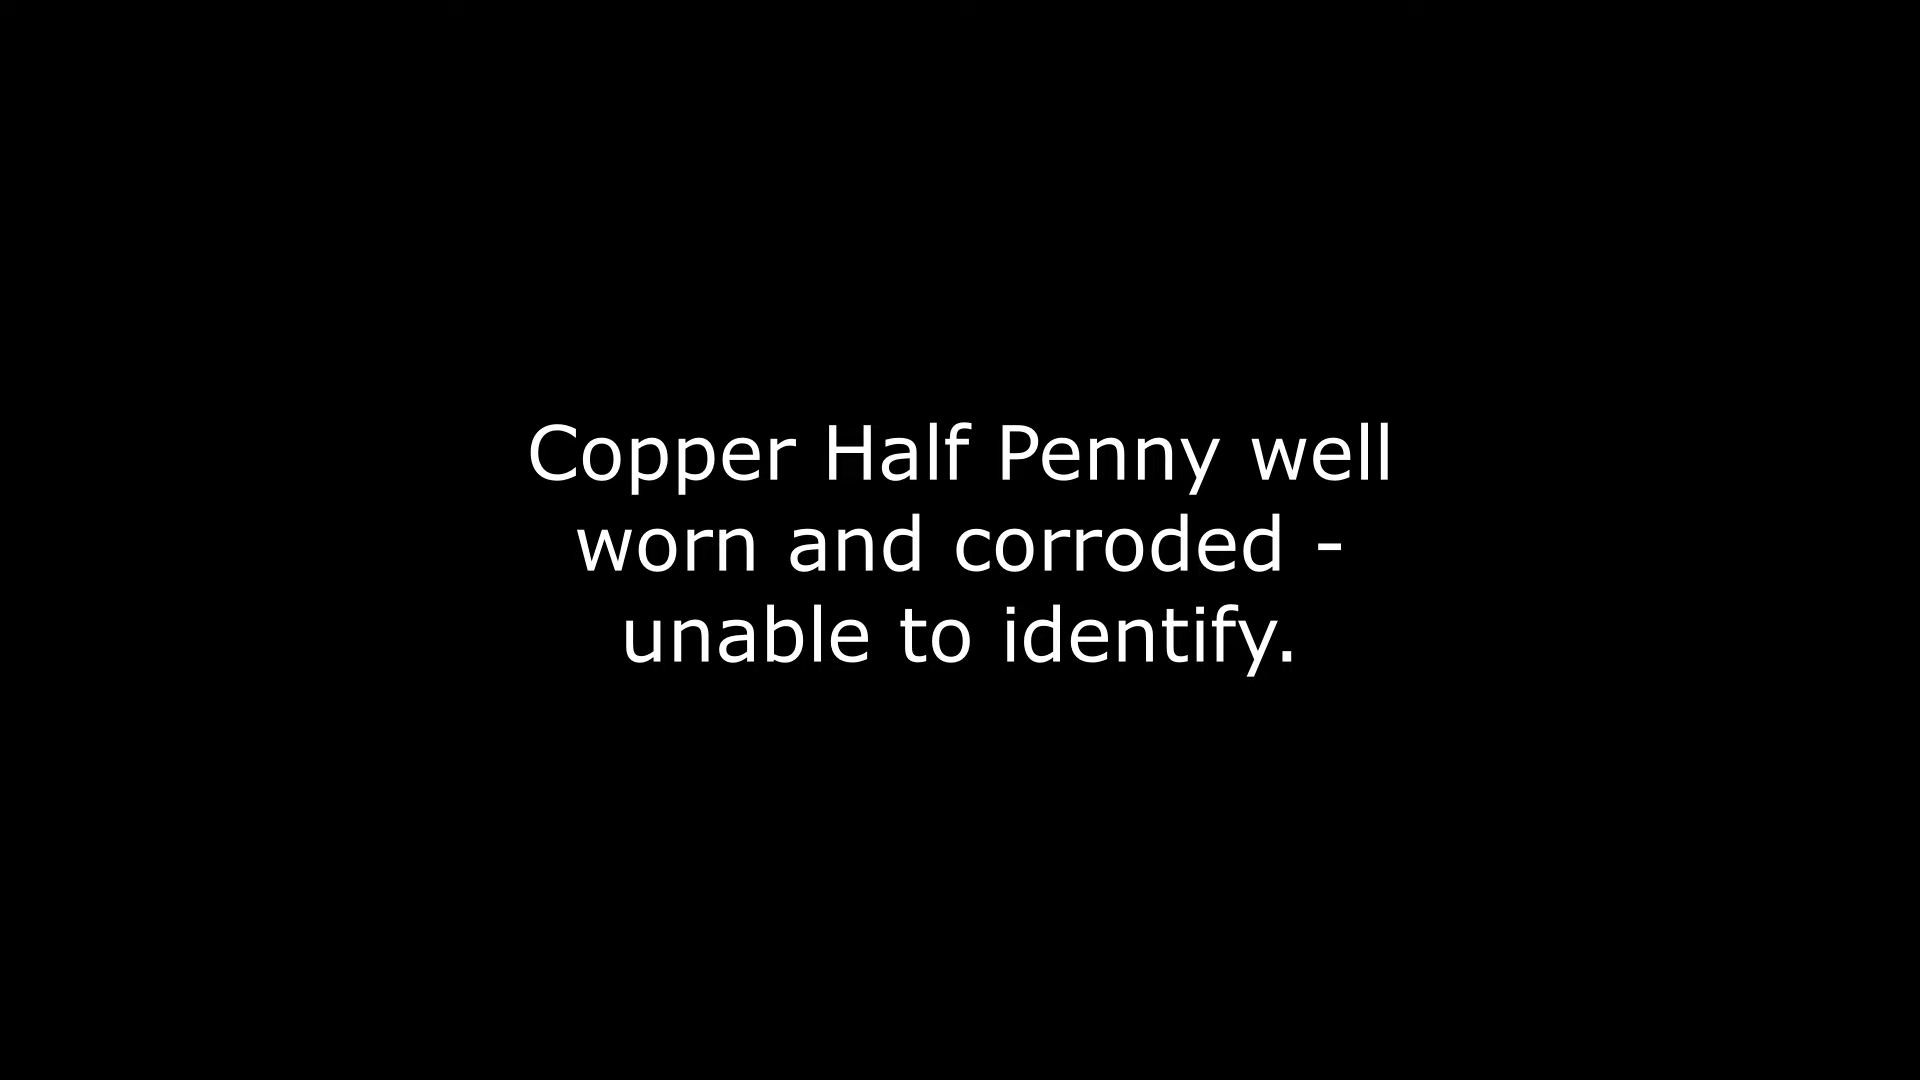 Copper Half Penny well
worn and corroded -
unable to identify.